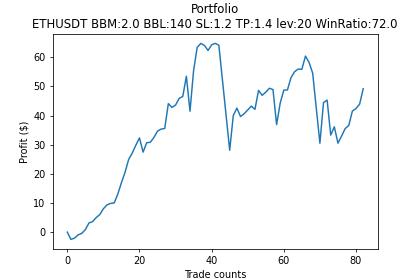 Portfolio
ETHUSDT BBM:2.0 BBL:140 SL:1.2 TP:1.4 lev:20 WinRatio:72.0
60
50
40
30
20
10
0
Profit ($)
0 20 40 60 80
Trade counts